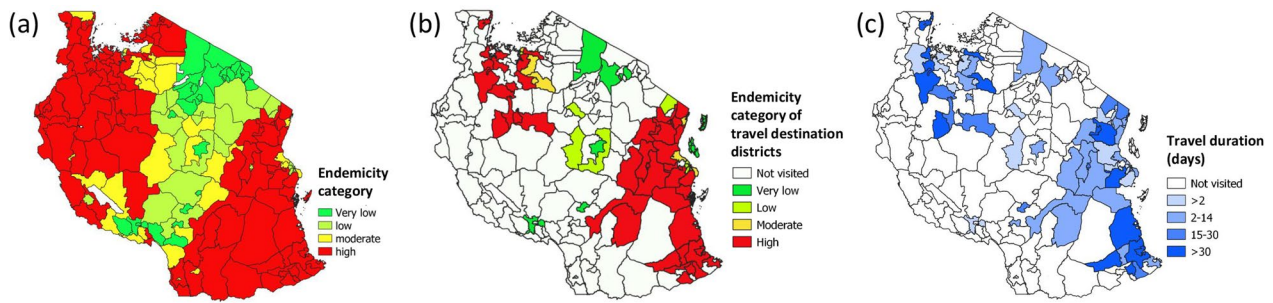 (a)
Endemicity
category
Very low
low
moderate
high
(b)
Endemicity
category of
travel destination
districts
Not visited
Very low
Low
Moderate
High
(c)
Travel duration
(days)
Not visited
>2
2-14
15-30
>30